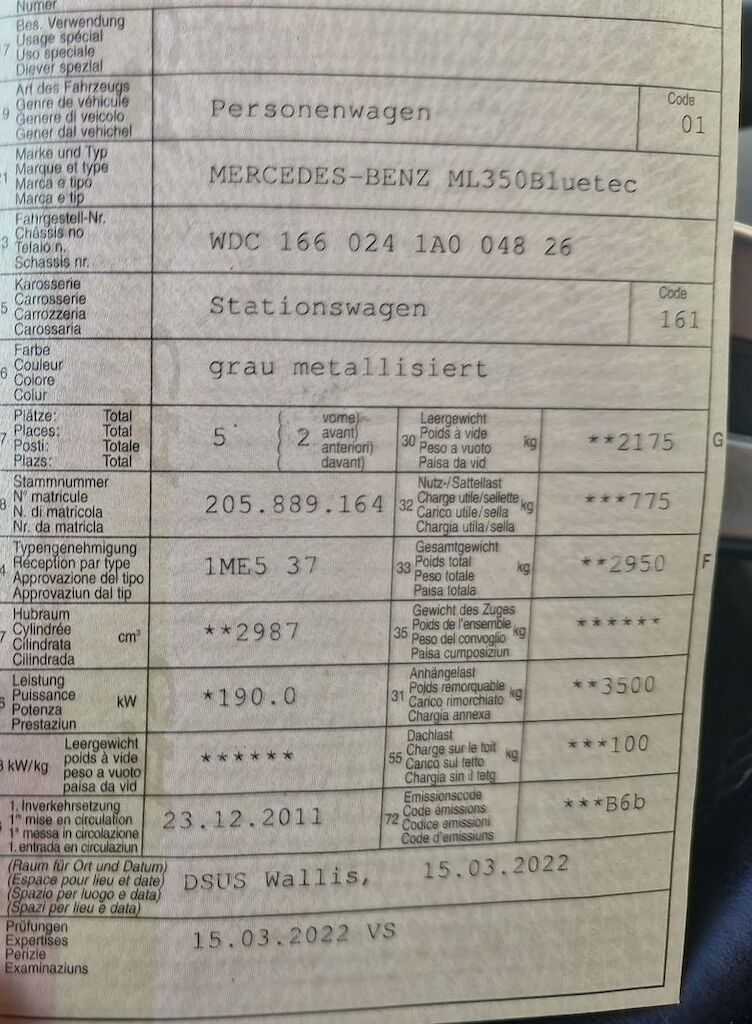 Numer
Bes. Verwendung
Usage spécial
Uso speciale
Diever spezial
Art des Fahrzeugs
Genre de véhicule
Genere di veicolo
Gener dal vehichel
Personenwagen
Code
01
Marke und Typ
Marque et type
Marca e tipo
Marca e tip
MERCEDES-BENZ ML350Bluetec
Fahrgestell-Nr.
Châssis no
Telaio n.
Schassis nr.
WDC 166 024 1A0 048 26
Karosserie
Carrosserie
Carrozzeria
Carossaria
Stationswagen
Code
161
Farbe
Couleur
Colore
Colur
grau metallisiert
Plätze: Total
Places: Total
Posti: Totale
Plazs: Total
5 ( 2 vorne)
avant)
anteriori)
davant)
30 Leergewicht
Poids à vide
Peso a vuoto
Paisa da vid
kg
**2175
G
Stammnummer
N° matricule
N. di matricola
Nr. da matricla
205.889.164
32 Nutz-/Sattellast
Charge utile/sellette
Carico utile/sella
Chargia utila/sella
kg
***775
Typengenehmigung
Réception par type
Approvazione del tipo
Approvaziun dal tip
1ME5 37
33 Gesamtgewicht
Poids total
Peso totale
Paisa totala
kg
**2950
F
Hubraum
Cylindrée
Cilindrata
Cilindrada
cm³
**2987
35 Gewicht des Zuges
Poids de l'ensemble
Peso del convoglio
Paisa cumposiziun
kg
******
Leistung
Puissance
Potenza
Prestaziun
kW
*190.0
31 Anhängelast
Poids remorquable
Carico rimorchiato
Chargia annexa
kg
**3500
kW/kg
Leergewicht
poids à vide
peso a vuoto
paisa da vid
******
55 Dachlast
Charge sur le toit
Carico sul tetto
Chargia sin il tetg
kg
***100
1. Inverkehrsetzung
1re mise en circulation
1a messa in circolazione
1. entrada en circulaziun
23.12.2011
72 Emissionscode
Code émissions
Codice emissioni
Code d'emissiuns
***B6b
(Raum für Ort und Datum)
(Espace pour lieu et date)
(Spazio per luogo e data)
(Spazi per lieu e data)
DSUS Wallis, 15.03.2022
Prüfungen
Expertises
Perizie
Examinaziuns
15.03.2022 VS